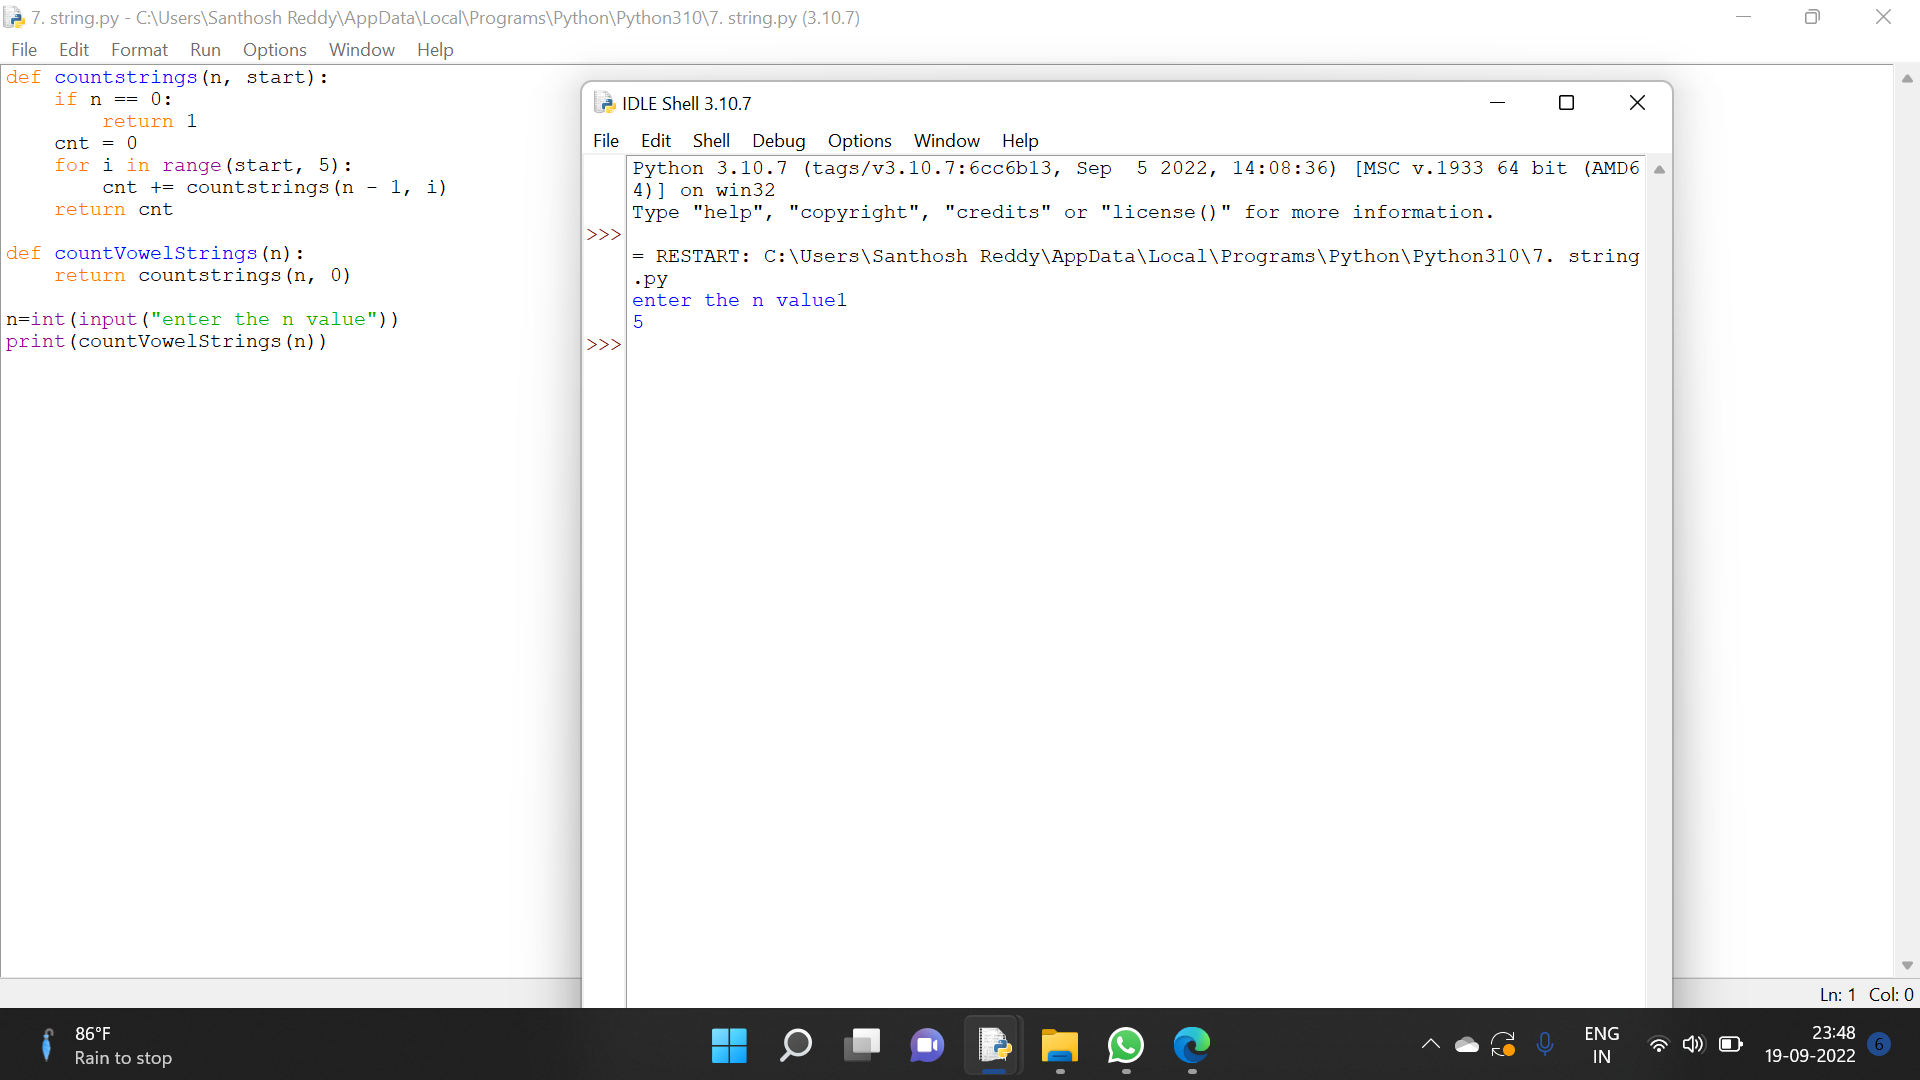 7. string.py - C:\Users\Santhosh Reddy\AppData\Local\Programs\Python\Python310\7. string.py (3.10.7)
File Edit Format Run Options Window Help
def countstrings(n, start):
    if n == 0:
        return 1
    cnt = 0
    for i in range(start, 5):
        cnt += countstrings(n - 1, i)
    return cnt
def countVowelStrings(n):
    return countstrings(n, 0)
n=int(input("enter the n value"))
print(countVowelStrings(n))
IDLE Shell 3.10.7
File Edit Shell Debug Options Window Help
Python 3.10.7 (tags/v3.10.7:6cc6b13, Sep  5 2022, 14:08:36) [MSC v.1933 64 bit (AMD6
4)] on win32
Type "help", "copyright", "credits" or "license()" for more information.
>>>
= RESTART: C:\Users\Santhosh Reddy\AppData\Local\Programs\Python\Python310\7. string
.py
enter the n value1
5
>>>
Ln: 1 Col: 0
86°F
Rain to stop
ENG
IN
23:48
19-09-2022
6